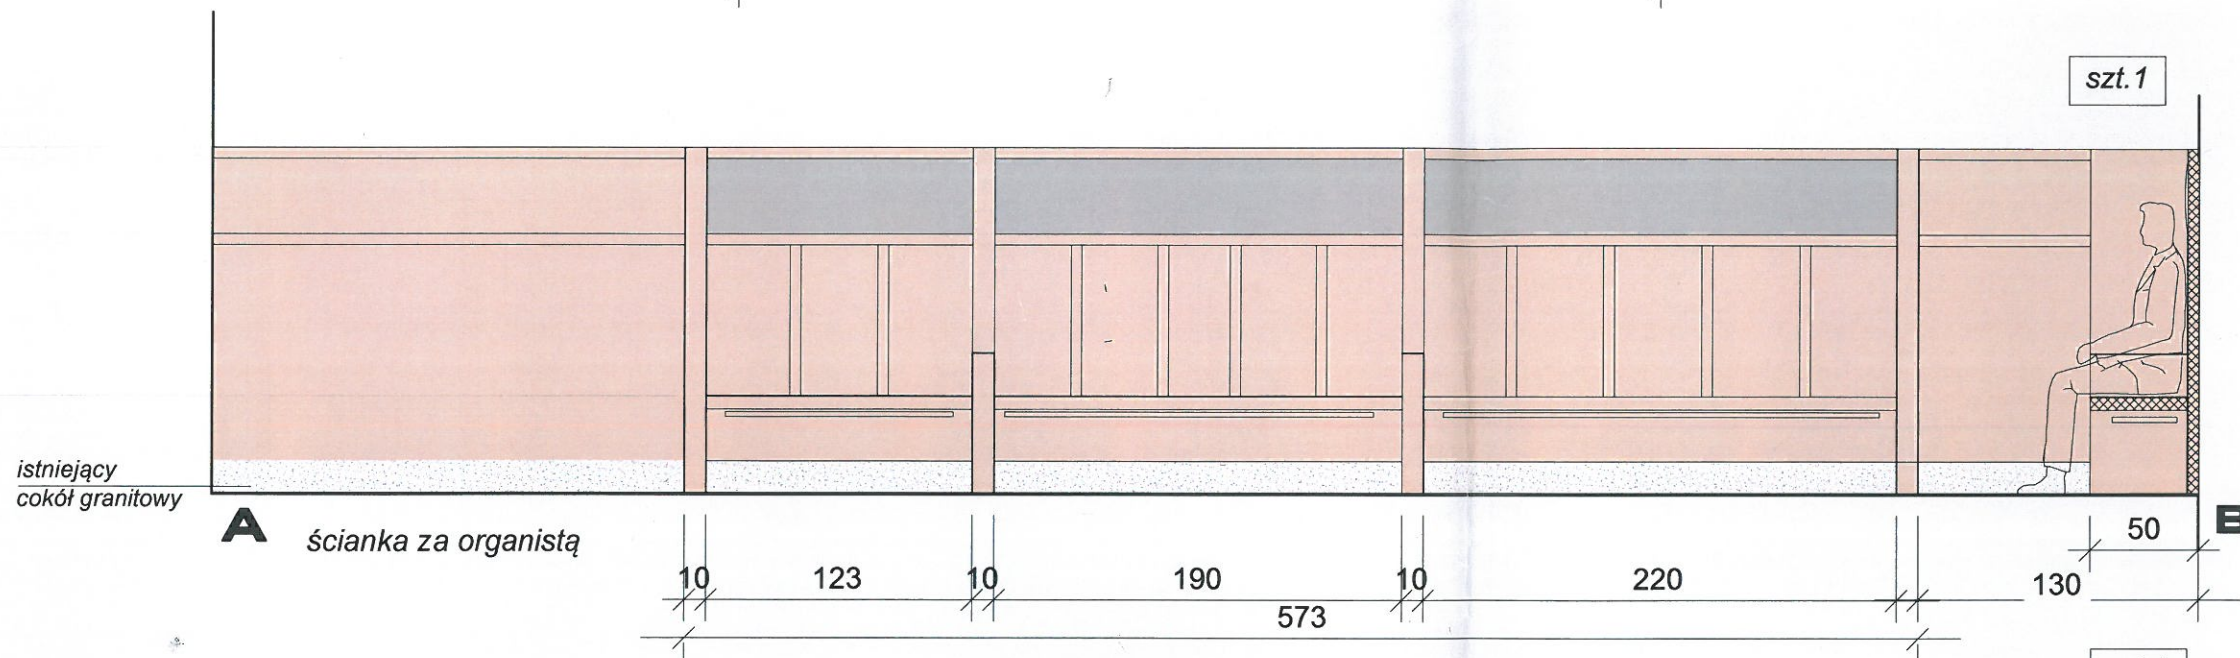 szt.1
istniejący
cokół granitowy
A
ścianka za organistą
B
50
10
123
10
190
10
220
130
573